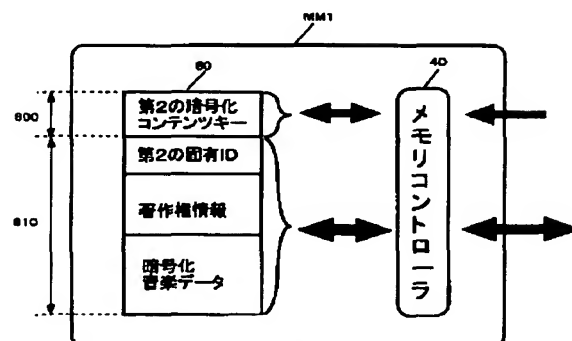 MM1
60
40
600
第2の暗号化
コンテンツキー
第2の固有ID
610
著作権情報
暗号化
音楽データ
メモリコントローラ